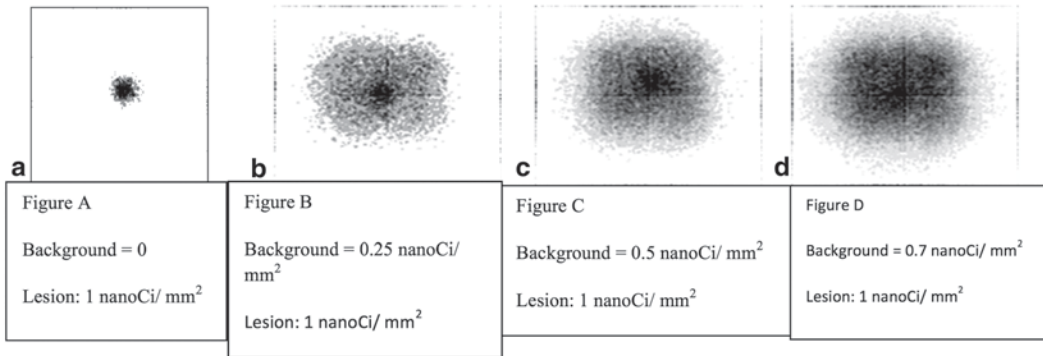 a
b
c
d
Figure A
Background = 0
Lesion: 1 nanoCi/ mm²
Figure B
Background = 0.25 nanoCi/
mm²
Lesion: 1 nanoCi/ mm²
Figure C
Background = 0.5 nanoCi/ mm²
Lesion: 1 nanoCi/ mm²
Figure D
Background = 0.7 nanoCi/ mm²
Lesion: 1 nanoCi/ mm²